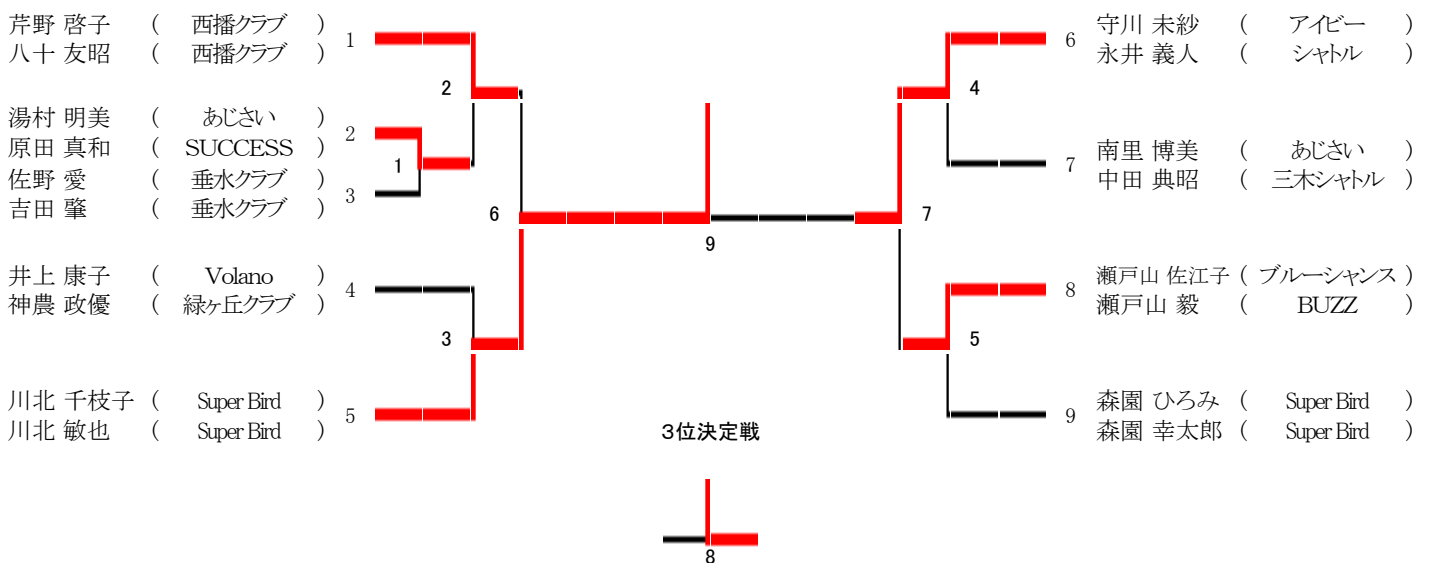 芹野 啓子 ( 西播クラブ )
八十 友昭 ( 西播クラブ )
1
2
湯村 明美 ( あじさい )
原田 真和 ( SUCCESS )
2
1
佐野 愛 ( 垂水クラブ )
吉田 肇 ( 垂水クラブ )
3
6
井上 康子 ( Volano )
神農 政優 ( 緑ヶ丘クラブ )
4
3
川北 千枝子 ( Super Bird )
川北 敏也 ( Super Bird )
5
9
3位決定戦
8
6
守川 未紗 ( アイビー )
永井 義人 ( シャトル )
4
7
南里 博美 ( あじさい )
中田 典昭 ( 三木シャトル )
7
8
瀬戸山 佐江子 ( ブルーシャンス )
瀬戸山 毅 ( BUZZ )
5
9
森園 ひろみ ( Super Bird )
森園 幸太郎 ( Super Bird )